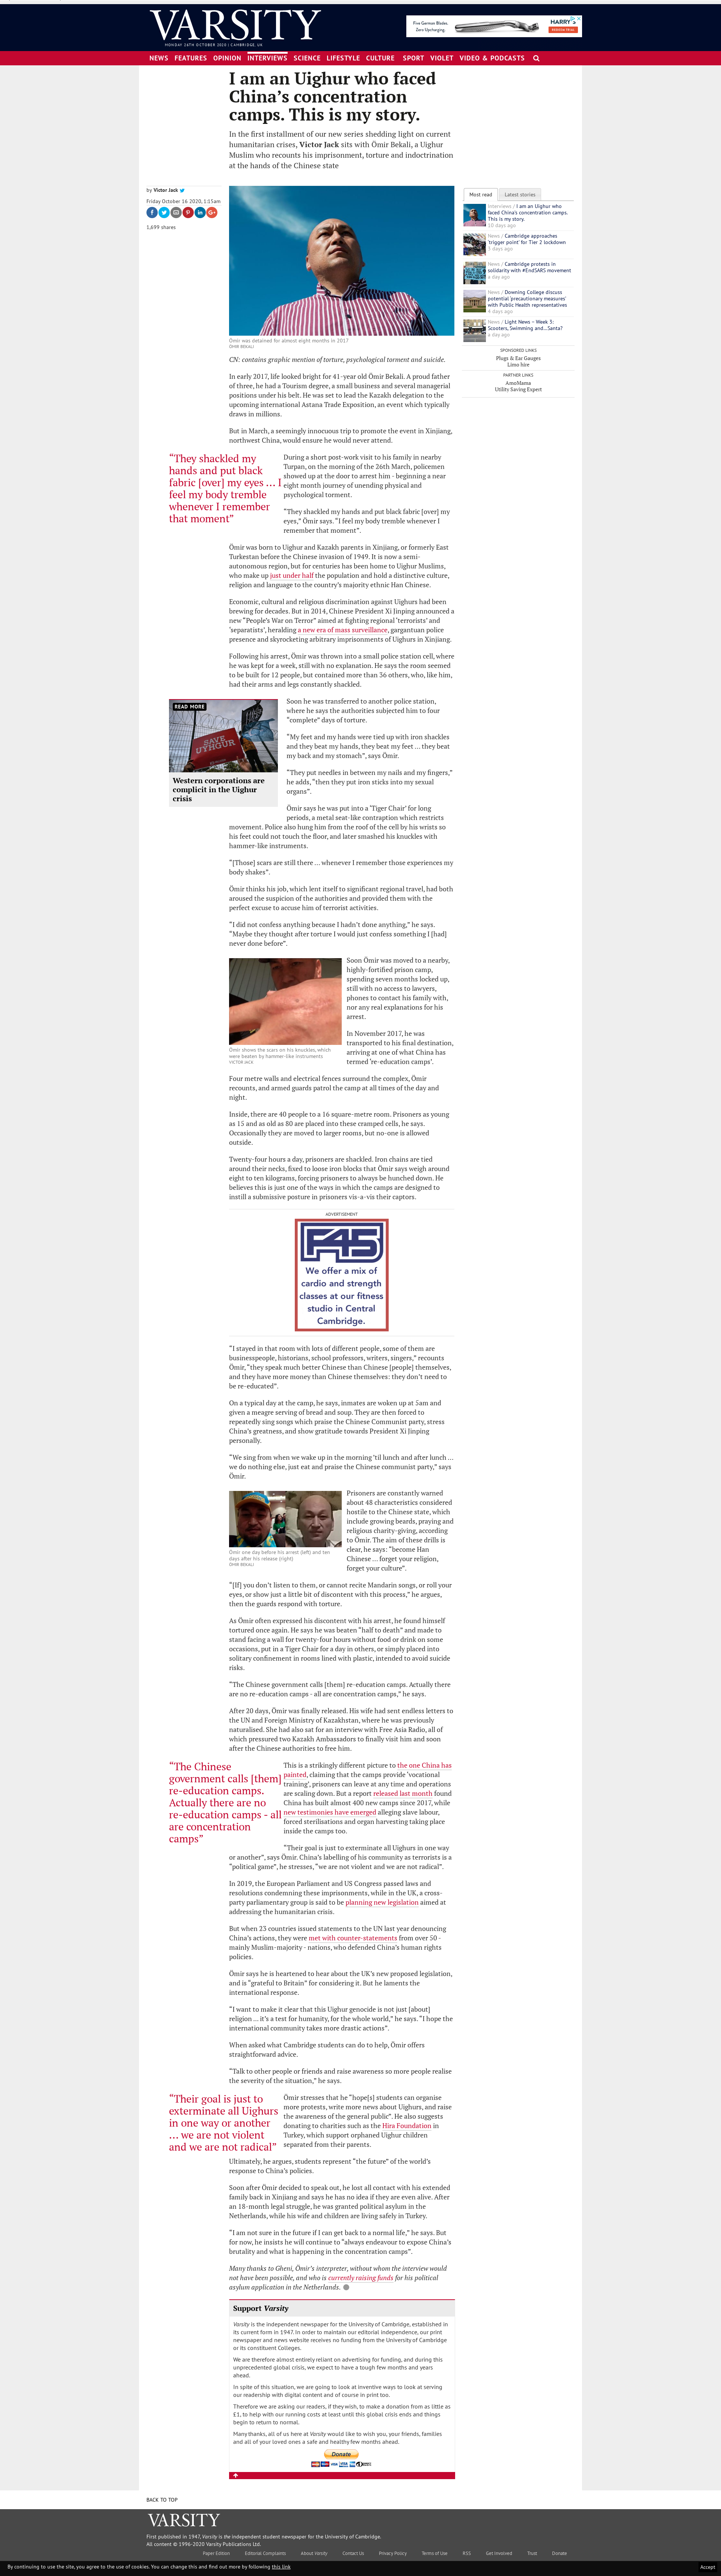 VARSITY
MONDAY 26TH OCTOBER 2020 | CAMBRIDGE, UK
Five German Blades.
Zero Upcharging.
HARRY'S
NEWS FEATURES OPINION INTERVIEWS SCIENCE LIFESTYLE CULTURE SPORT VIOLET VIDEO & PODCASTS
I am an Uighur who faced
China’s concentration
camps. This is my story.
In the first installment of our new series shedding light on current
humanitarian crises, Victor Jack sits with Ömir Bekali, a Uighur
Muslim who recounts his imprisonment, torture and indoctrination
at the hands of the Chinese state
by Victor Jack
Friday October 16 2020, 1:55am
1,699 shares
Ömir was detained for almost eight months in 2017
ÖMIR BEKALI
Most read
Latest stories
Interviews / I am an Uighur who
faced China’s concentration camps.
This is my story.
10 days ago
News / Cambridge approaches
‘trigger point’ for Tier 2 lockdown
3 days ago
News / Cambridge protests in
solidarity with #EndSARS movement
a day ago
News / Downing College discuss
potential ‘precautionary measures’
with Public Health representatives
4 days ago
News / Light News – Week 3:
Scooters, Swimming and...Santa?
a day ago
SPONSORED LINKS
Plugs & Ear Gauges
Limo hire
PARTNER LINKS
AmoMama
Utility Saving Expert
CN: contains graphic mention of torture, psychological torment and suicide.
In early 2017, life looked bright for 41-year old Ömir Bekali. A proud father
of three, he had a Tourism degree, a small business and several managerial
positions under his belt. He was set to lead the Kazakh delegation to the
upcoming international Astana Trade Exposition, an event which typically
draws in millions.
But in March, a seemingly innocuous trip to promote the event in Xinjiang,
northwest China, would ensure he would never attend.
“They shackled my
hands and put black
fabric [over] my eyes ... I
feel my body tremble
whenever I remember
that moment”
During a short post-work visit to his family in nearby
Turpan, on the morning of the 26th March, policemen
showed up at the door to arrest him - beginning a near
eight month journey of unending physical and
psychological torment.
“They shackled my hands and put black fabric [over] my
eyes,” Ömir says. “I feel my body tremble whenever I
remember that moment”.
Ömir was born to Uighur and Kazakh parents in Xinjiang, or formerly East
Turkestan before the Chinese invasion of 1949. It is now a semi-
autonomous region, but for centuries has been home to Uighur Muslims,
who make up just under half the population and hold a distinctive culture,
religion and language to the country’s majority ethnic Han Chinese.
Economic, cultural and religious discrimination against Uighurs had been
brewing for decades. But in 2014, Chinese President Xi Jinping announced a
new “People’s War on Terror” aimed at fighting regional ‘terrorists’ and
‘separatists’, heralding a new era of mass surveillance, gargantuan police
presence and skyrocketing arbitrary imprisonments of Uighurs in Xinjiang.
Following his arrest, Ömir was thrown into a small police station cell, where
he was kept for a week, still with no explanation. He says the room seemed
to be built for 12 people, but contained more than 36 others, who, like him,
had their arms and legs constantly shackled.
READ MORE
SAVE UYHGUR
Western corporations are
complicit in the Uighur
crisis
Soon he was transferred to another police station,
where he says the authorities subjected him to four
“complete” days of torture.
“My feet and my hands were tied up with iron shackles
and they beat my hands, they beat my feet ... they beat
my back and my stomach”, says Ömir.
“They put needles in between my nails and my fingers,”
he adds, “then they put iron sticks into my sexual
organs”.
Ömir says he was put into a ‘Tiger Chair’ for long
periods, a metal seat-like contraption which restricts
movement. Police also hung him from the roof of the cell by his wrists so
his feet could not touch the floor, and later smashed his knuckles with
hammer-like instruments.
“[Those] scars are still there ... whenever I remember those experiences my
body shakes”.
Ömir thinks his job, which lent itself to significant regional travel, had both
aroused the suspicion of the authorities and provided them with the
perfect excuse to accuse him of terrorist activities.
“I did not confess anything because I hadn’t done anything,” he says.
“Maybe they thought after torture I would just confess something I [had]
never done before”.
Ömir shows the scars on his knuckles, which
were beaten by hammer-like instruments
VICTOR JACK
Soon Ömir was moved to a nearby,
highly-fortified prison camp,
spending seven months locked up,
still with no access to lawyers,
phones to contact his family with,
nor any real explanations for his
arrest.
In November 2017, he was
transported to his final destination,
arriving at one of what China has
termed ‘re-education camps’.
Four metre walls and electrical fences surround the complex, Ömir
recounts, and armed guards patrol the camp at all times of the day and
night.
Inside, there are 40 people to a 16 square-metre room. Prisoners as young
as 15 and as old as 80 are placed into these cramped cells, he says.
Occasionally they are moved to larger rooms, but no-one is allowed
outside.
Twenty-four hours a day, prisoners are shackled. Iron chains are tied
around their necks, fixed to loose iron blocks that Ömir says weigh around
eight to ten kilograms, forcing prisoners to always be hunched down. He
believes this is just one of the ways in which the camps are designed to
instill a submissive posture in prisoners vis-a-vis their captors.
ADVERTISEMENT
F45
We offer a mix of
cardio and strength
classes at our fitness
studio in Central
Cambridge.
“I stayed in that room with lots of different people, some of them are
businesspeople, historians, school professors, writers, singers,” recounts
Ömir, “they speak much better Chinese than Chinese [people] themselves,
and they have more money than Chinese themselves: they don’t need to
be re-educated”.
On a typical day at the camp, he says, inmates are woken up at 5am and
given a meagre serving of bread and soup. They are then forced to
repeatedly sing songs which praise the Chinese Communist party, stress
China’s greatness, and show gratitude towards President Xi Jinping
personally.
“We sing from when we wake up in the morning ’til lunch and after lunch ...
we do nothing else, just eat and praise the Chinese communist party,” says
Ömir.
Ömir one day before his arrest (left) and ten
days after his release (right)
ÖMIR BEKALI
Prisoners are constantly warned
about 48 characteristics considered
hostile to the Chinese state, which
include growing beards, praying and
religious charity-giving, according
to Ömir. The aim of these drills is
clear, he says: “become Han
Chinese ... forget your religion,
forget your culture”.
“[If] you don’t listen to them, or cannot recite Mandarin songs, or roll your
eyes, or show just a little bit of discontent with this process,” he argues,
then the guards respond with torture.
As Ömir often expressed his discontent with his arrest, he found himself
tortured once again. He says he was beaten “half to death” and made to
stand facing a wall for twenty-four hours without food or drink on some
occasions, put in a Tiger Chair for a day in others, or simply placed into
solitary confinement in rooms lined with plastic, intended to avoid suicide
risks.
“The Chinese government calls [them] re-education camps. Actually there
are no re-education camps - all are concentration camps,” he says.
After 20 days, Ömir was finally released. His wife had sent endless letters to
the UN and Foreign Ministry of Kazakhstan, where he was previously
naturalised. She had also sat for an interview with Free Asia Radio, all of
which pressured two Kazakh Ambassadors to finally visit him and soon
after the Chinese authorities to free him.
“The Chinese
government calls [them]
re-education camps.
Actually there are no
re-education camps - all
are concentration
camps”
This is a strikingly different picture to the one China has
painted, claiming that the camps provide ‘vocational
training’, prisoners can leave at any time and operations
are scaling down. But a report released last month found
China has built almost 400 new camps since 2017, while
new testimonies have emerged alleging slave labour,
forced sterilisations and organ harvesting taking place
inside the camps too.
“Their goal is just to exterminate all Uighurs in one way
or another”, says Ömir. China’s labelling of his community as terrorists is a
“political game”, he stresses, “we are not violent and we are not radical”.
In 2019, the European Parliament and US Congress passed laws and
resolutions condemning these imprisonments, while in the UK, a cross-
party parliamentary group is said to be planning new legislation aimed at
addressing the humanitarian crisis.
But when 23 countries issued statements to the UN last year denouncing
China’s actions, they were met with counter-statements from over 50 -
mainly Muslim-majority - nations, who defended China’s human rights
policies.
Ömir says he is heartened to hear about the UK’s new proposed legislation,
and is “grateful to Britain” for considering it. But he laments the
international response.
“I want to make it clear that this Uighur genocide is not just [about]
religion ... it’s a test for humanity, for the whole world,” he says. “I hope the
international community takes more drastic actions”.
When asked what Cambridge students can do to help, Ömir offers
straightforward advice.
“Talk to other people or friends and raise awareness so more people realise
the severity of the situation,” he says.
“Their goal is just to
exterminate all Uighurs
in one way or another
... we are not violent
and we are not radical”
Ömir stresses that he “hope[s] students can organise
more protests, write more news about Uighurs, and raise
the awareness of the general public”. He also suggests
donating to charities such as the Hira Foundation in
Turkey, which support orphaned Uighur children
separated from their parents.
Ultimately, he argues, students represent “the future” of the world’s
response to China’s policies.
Soon after Ömir decided to speak out, he lost all contact with his extended
family back in Xinjiang and says he has no idea if they are even alive. After
an 18-month legal struggle, he was granted political asylum in the
Netherlands, while his wife and children are living safely in Turkey.
“I am not sure in the future if I can get back to a normal life,” he says. But
for now, he insists he will continue to “always endeavour to expose China’s
brutality and what is happening in the concentration camps”.
Many thanks to Gheni, Ömir’s interpreter, without whom the interview would
not have been possible, and who is currently raising funds for his political
asylum application in the Netherlands.
Support Varsity
Varsity is the independent newspaper for the University of Cambridge, established in
its current form in 1947. In order to maintain our editorial independence, our print
newspaper and news website receives no funding from the University of Cambridge
or its constituent Colleges.
We are therefore almost entirely reliant on advertising for funding, and during this
unprecedented global crisis, we expect to have a tough few months and years
ahead.
In spite of this situation, we are going to look at inventive ways to look at serving
our readership with digital content and of course in print too.
Therefore we are asking our readers, if they wish, to make a donation from as little as
£1, to help with our running costs at least until this global crisis ends and things
begin to return to normal.
Many thanks, all of us here at Varsity would like to wish you, your friends, families
and all of your loved ones a safe and healthy few months ahead.
Donate
BACK TO TOP
VARSITY
First published in 1947, Varsity is the independent student newspaper for the University of Cambridge.
All content © 1996-2020 Varsity Publications Ltd.
Paper Edition Editorial Complaints About Varsity Contact Us Privacy Policy Terms of Use RSS Get Involved Trust Donate
By continuing to use the site, you agree to the use of cookies. You can change this and find out more by following this link
Accept